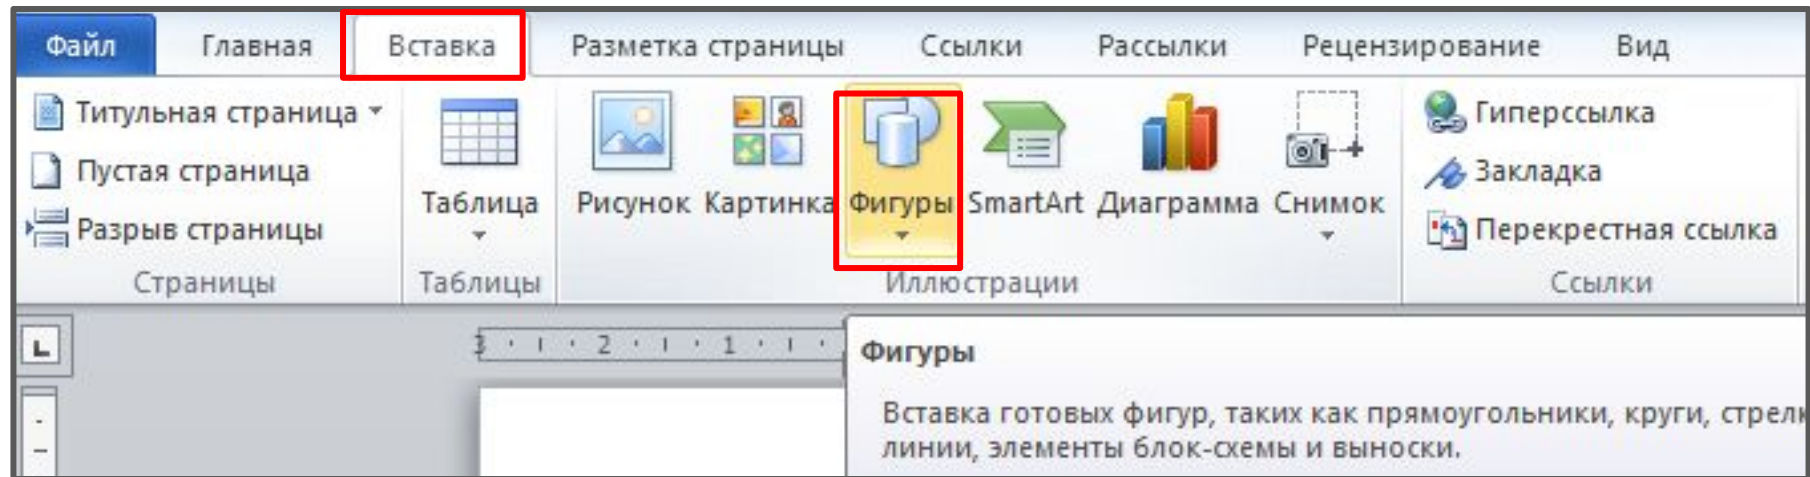 Файл Главная Вставка Разметка страницы Ссылки Рассылки Рецензирование Вид
Титульная страница
Пустая страница
Разрыв страницы
Страницы
Таблица
Таблицы
Рисунок Картинка Фигуры SmartArt Диаграмма Снимок
Иллюстрации
Гиперссылка
Закладка
Перекрестная ссылка
Ссылки
3 2 1
Фигуры
Вставка готовых фигур, таких как прямоугольники, круги,
линии, элементы блок-схемы и выноски.